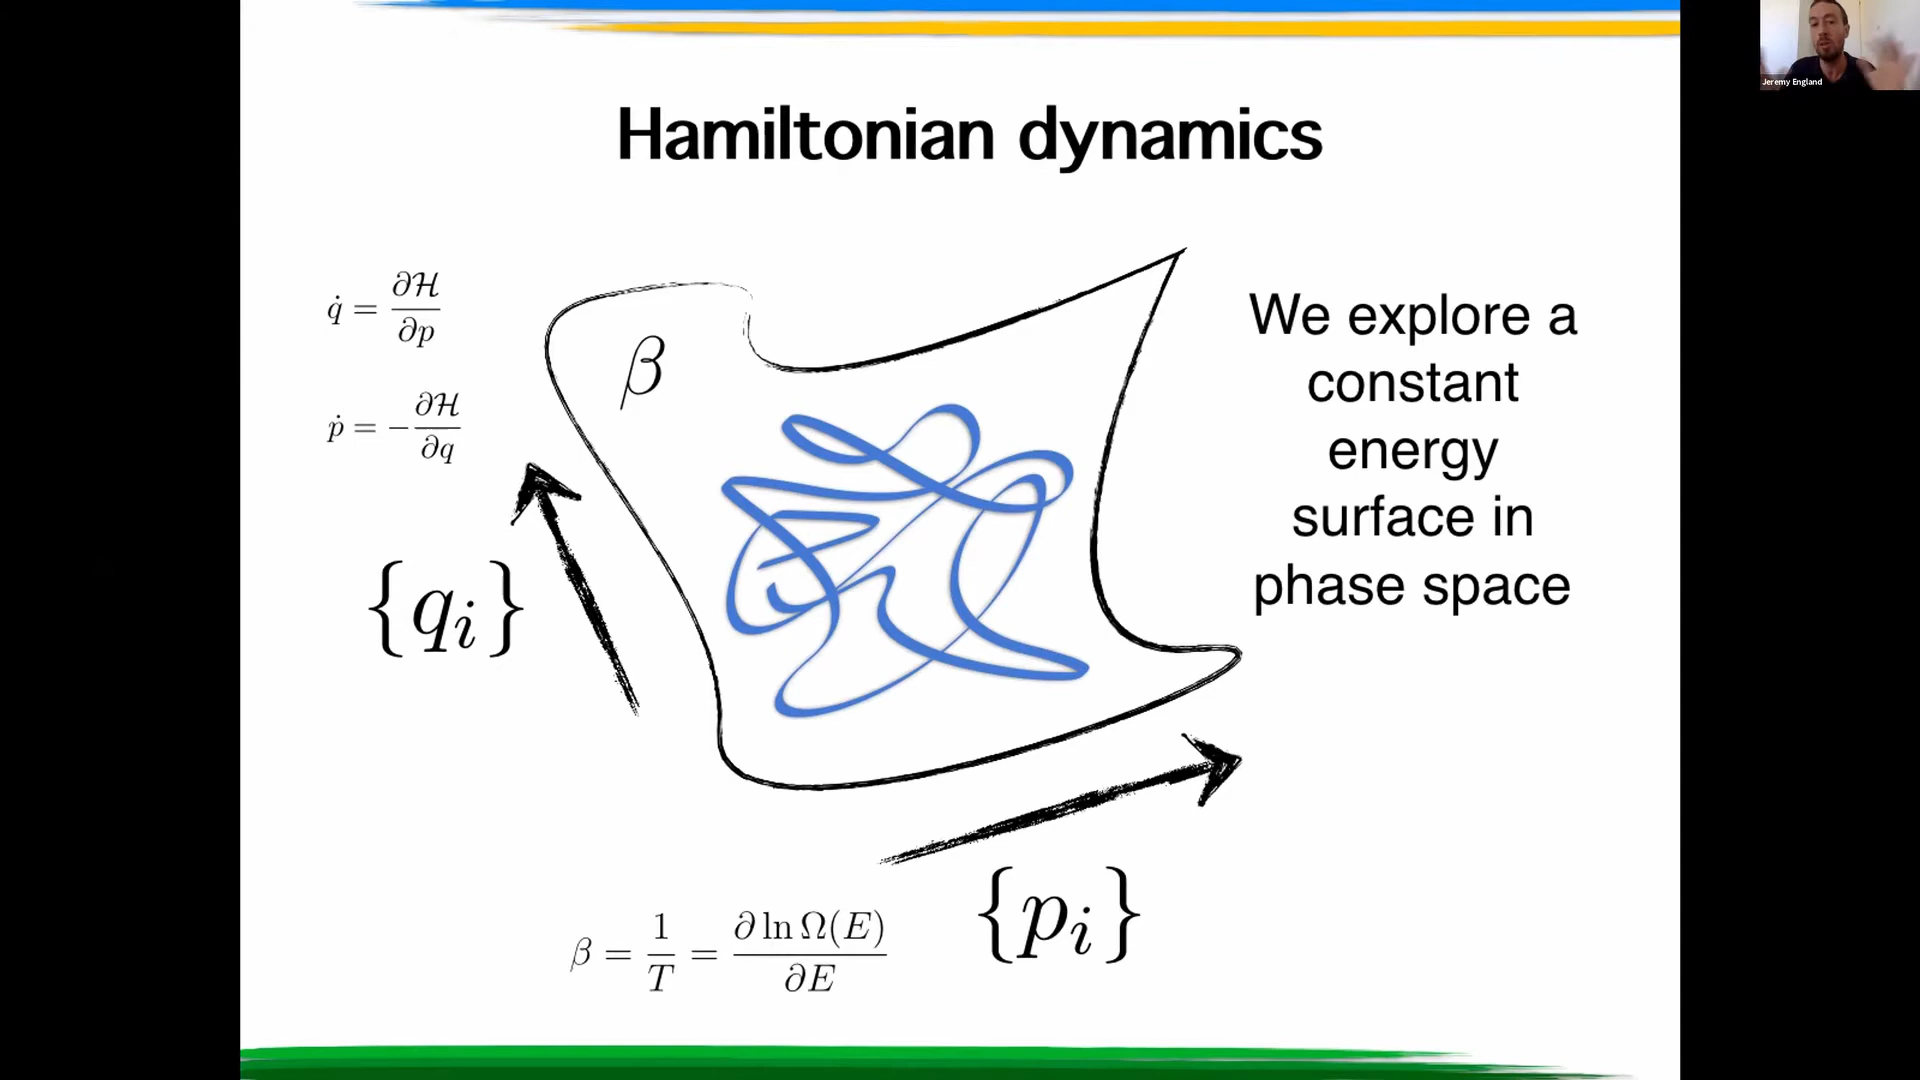 Jeremy England
Hamiltonian dynamics
q̇ = ∂ℋ/∂p
ṗ = −∂ℋ/∂q
β
We explore a
constant
energy
surface in
phase space
{qᵢ}
{pᵢ}
β = 1/T = ∂ ln Ω(E)/∂E